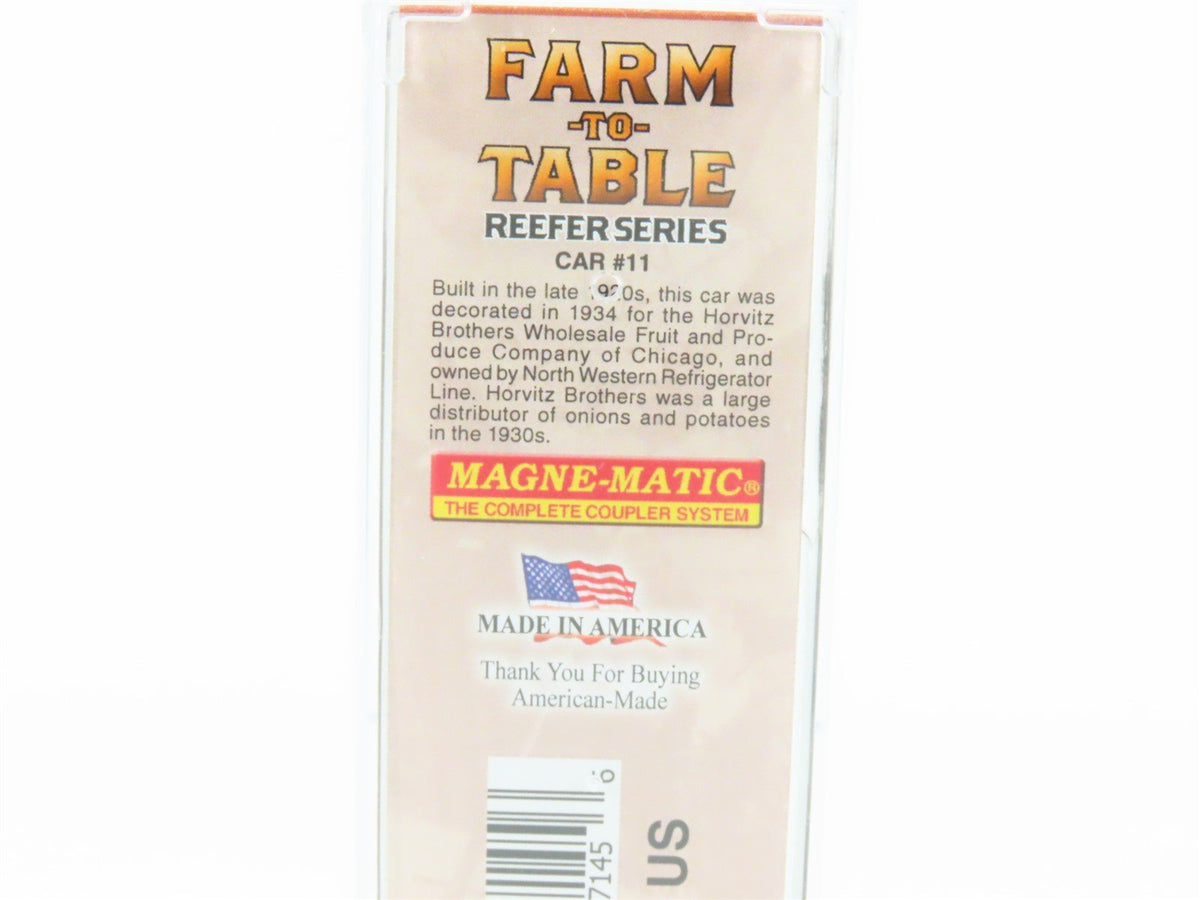 FARM
-TO-
TABLE
REEFER SERIES
CAR #11
Built in the late 1920s, this car was
decorated in 1934 for the Horvitz
Brothers Wholesale Fruit and Pro-
duce Company of Chicago, and
owned by North Western Refrigerator
Line. Horvitz Brothers was a large
distributor of onions and potatoes
in the 1930s.
MAGNE-MATIC®
THE COMPLETE COUPLER SYSTEM
MADE IN AMERICA
Thank You For Buying
American-Made
7145 6
US